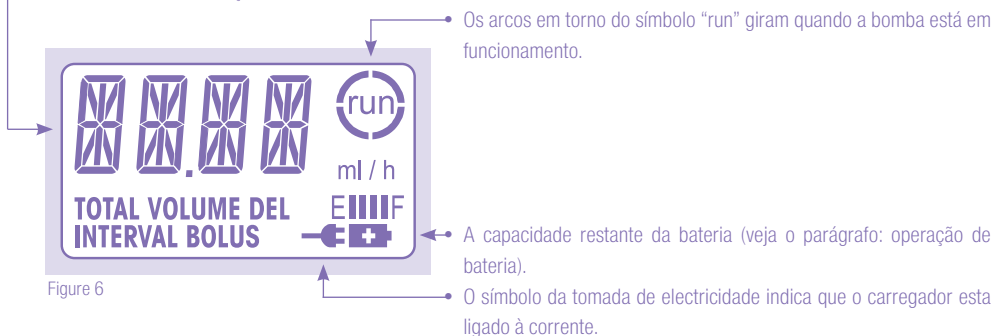 Os arcos em torno do símbolo “run” giram quando a bomba está em
funcionamento.
run
ml / h
TOTAL VOLUME DEL
E F
INTERVAL BOLUS
A capacidade restante da bateria (veja o parágrafo: operação de
bateria).
Figure 6
O símbolo da tomada de electricidade indica que o carregador esta
ligado à corrente.